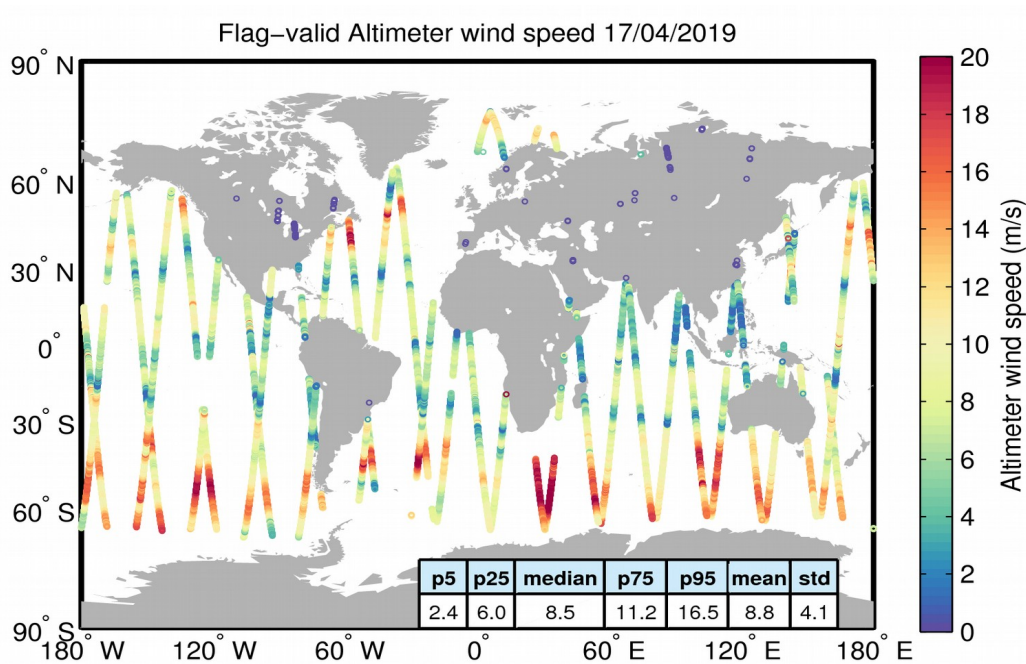 Flag-valid Altimeter wind speed 17/04/2019
90° N
60° N
30° N
0°
30° S
60° S
90° S
180° W
120° W
60° W
0°
60° E
120° E
180° E
p5 p25 median p75 p95 mean std
2.4 6.0 8.5 11.2 16.5 8.8 4.1
20
18
16
14
12
10
8
6
4
2
0
Altimeter wind speed (m/s)